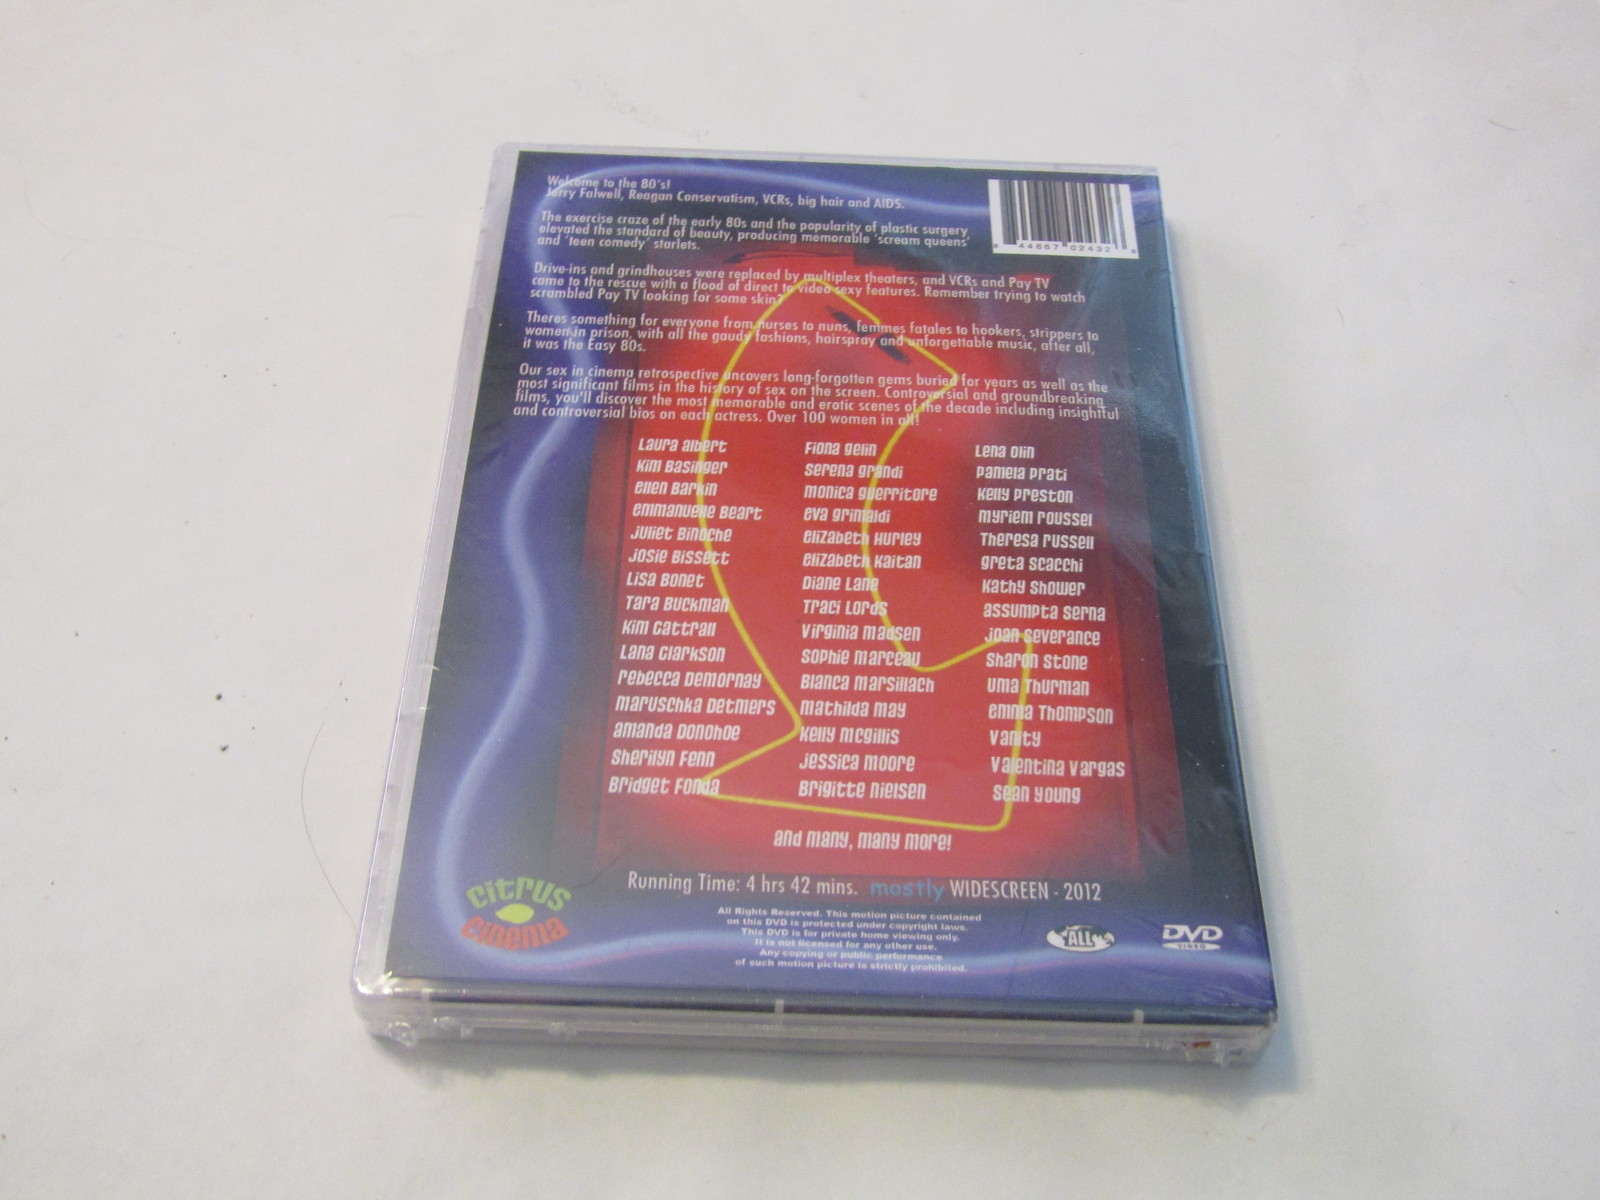 Welcome to the 80's!
Jerry Falwell, Reagan Conservatism, VCRs, big hair and AIDS.
The exercise craze of the early 80s and the popularity of plastic surgery
elevated the standard of beauty, producing memorable 'scream queens'
and 'teen comedy' starlets.
44667 02432
Drive-ins and grindhouses were replaced by multiplex theaters, and VCRs and Pay TV
came to the rescue with a flood of direct to video sexy features. Remember trying to watch
scrambled Pay TV looking for some skin?
Theres something for everyone from nurses to nuns, femmes fatales to hookers, strippers to
women in prison, with all the gaudy fashions, hairspray and unforgettable music, after all,
it was the Easy 80s.
Our sex in cinema retrospective uncovers long-forgotten gems buried for years as well as the
most significant films in the history of sex on the screen. Controversial and groundbreaking
films, you'll discover the most memorable and erotic scenes of the decade including insightful
and controversial bios on each actress. Over 100 women in all!
Laura Albert
Kim Basinger
Ellen Barkin
Emmanuelle Beart
Juliet Binoche
Josie Bissett
Lisa Bonet
Tara Buckman
Kim Cattrall
Lana Clarkson
Rebecca DeMornay
Maruschka Detmers
Amanda Donohoe
Sherilyn Fenn
Bridget Fonda
Fiona Gelin
Serena Grandi
Monica Guerritore
Eva Grimaldi
Elizabeth Hurley
Elizabeth Kaitan
Diane Lane
Traci Lords
Virginia Madsen
Sophie Marceau
Blanca Marsillach
Mathilda May
Kelly McGillis
Jessica Moore
Brigitte Nielsen
Lena Olin
Pamela Prati
Kelly Preston
Myriem Roussel
Theresa Russell
Greta Scacchi
Kathy Shower
Assumpta Serna
Joan Severance
Sharon Stone
Uma Thurman
Emma Thompson
Vanity
Valentina Vargas
Sean Young
and many, many more!
Running Time: 4 hrs 42 mins. mostly WIDESCREEN - 2012
citrus
cinema
All Rights Reserved. This motion picture contained
on this DVD is protected under copyright laws.
This DVD is for private home viewing only.
It is not licensed for any other use.
Any copying or public performance
of such motion picture is strictly prohibited.
ALL
DVD
VIDEO